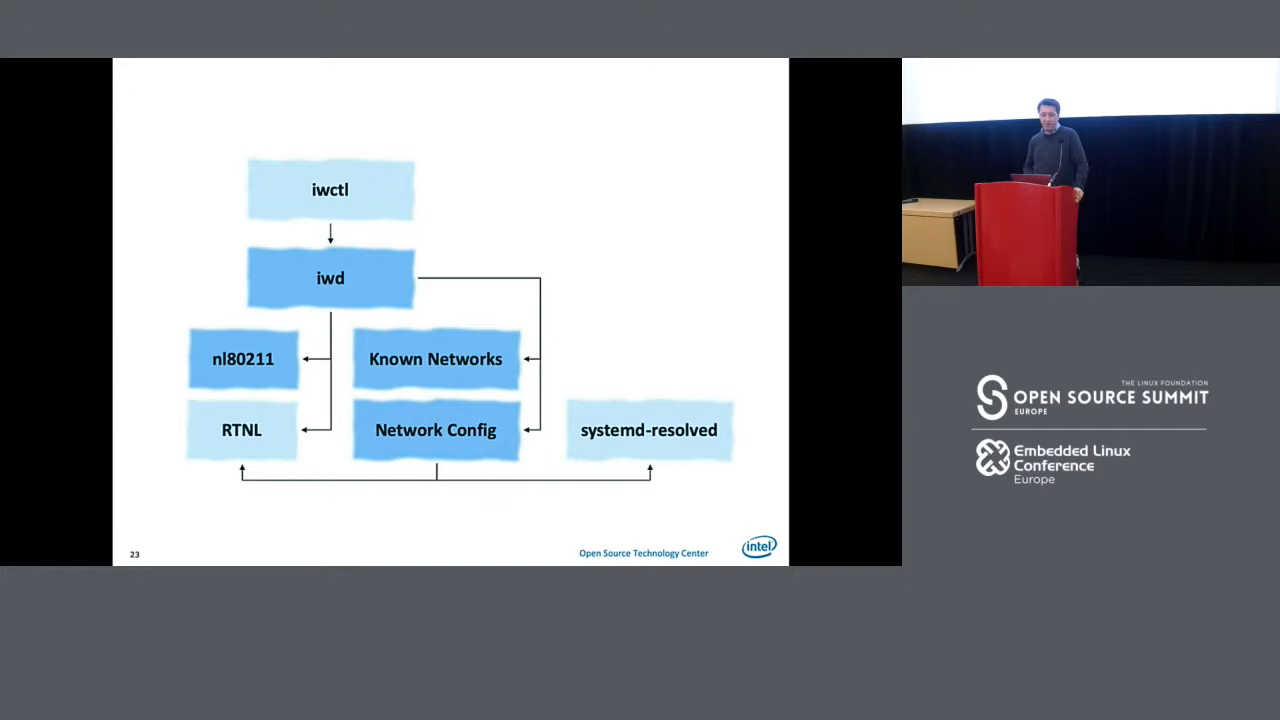 iwctl
iwd
nl80211
Known Networks
RTNL
Network Config
systemd-resolved
23
Open Source Technology Center
intel
THE LINUX FOUNDATION
OPEN SOURCE SUMMIT
EUROPE
Embedded Linux
Conference
Europe